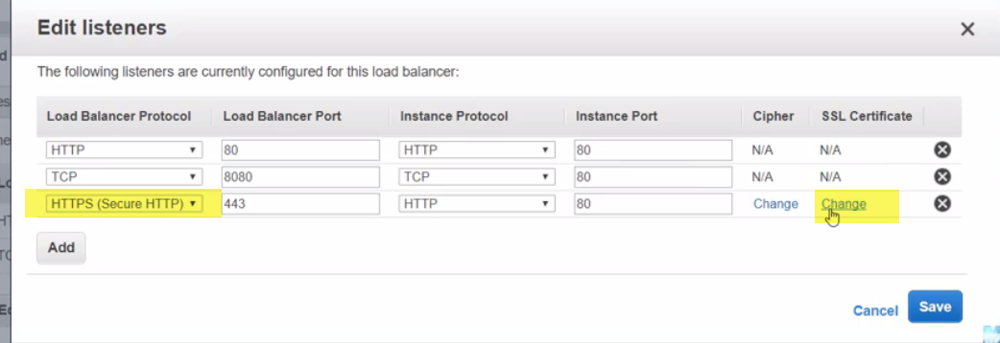 Edit listeners
The following listeners are currently configured for this load balancer:
Load Balancer Protocol Load Balancer Port Instance Protocol Instance Port Cipher SSL Certificate
HTTP 80 HTTP 80 N/A N/A
TCP 8080 TCP 80 N/A N/A
HTTPS (Secure HTTP) 443 HTTP 80 Change Change
Add
Cancel Save